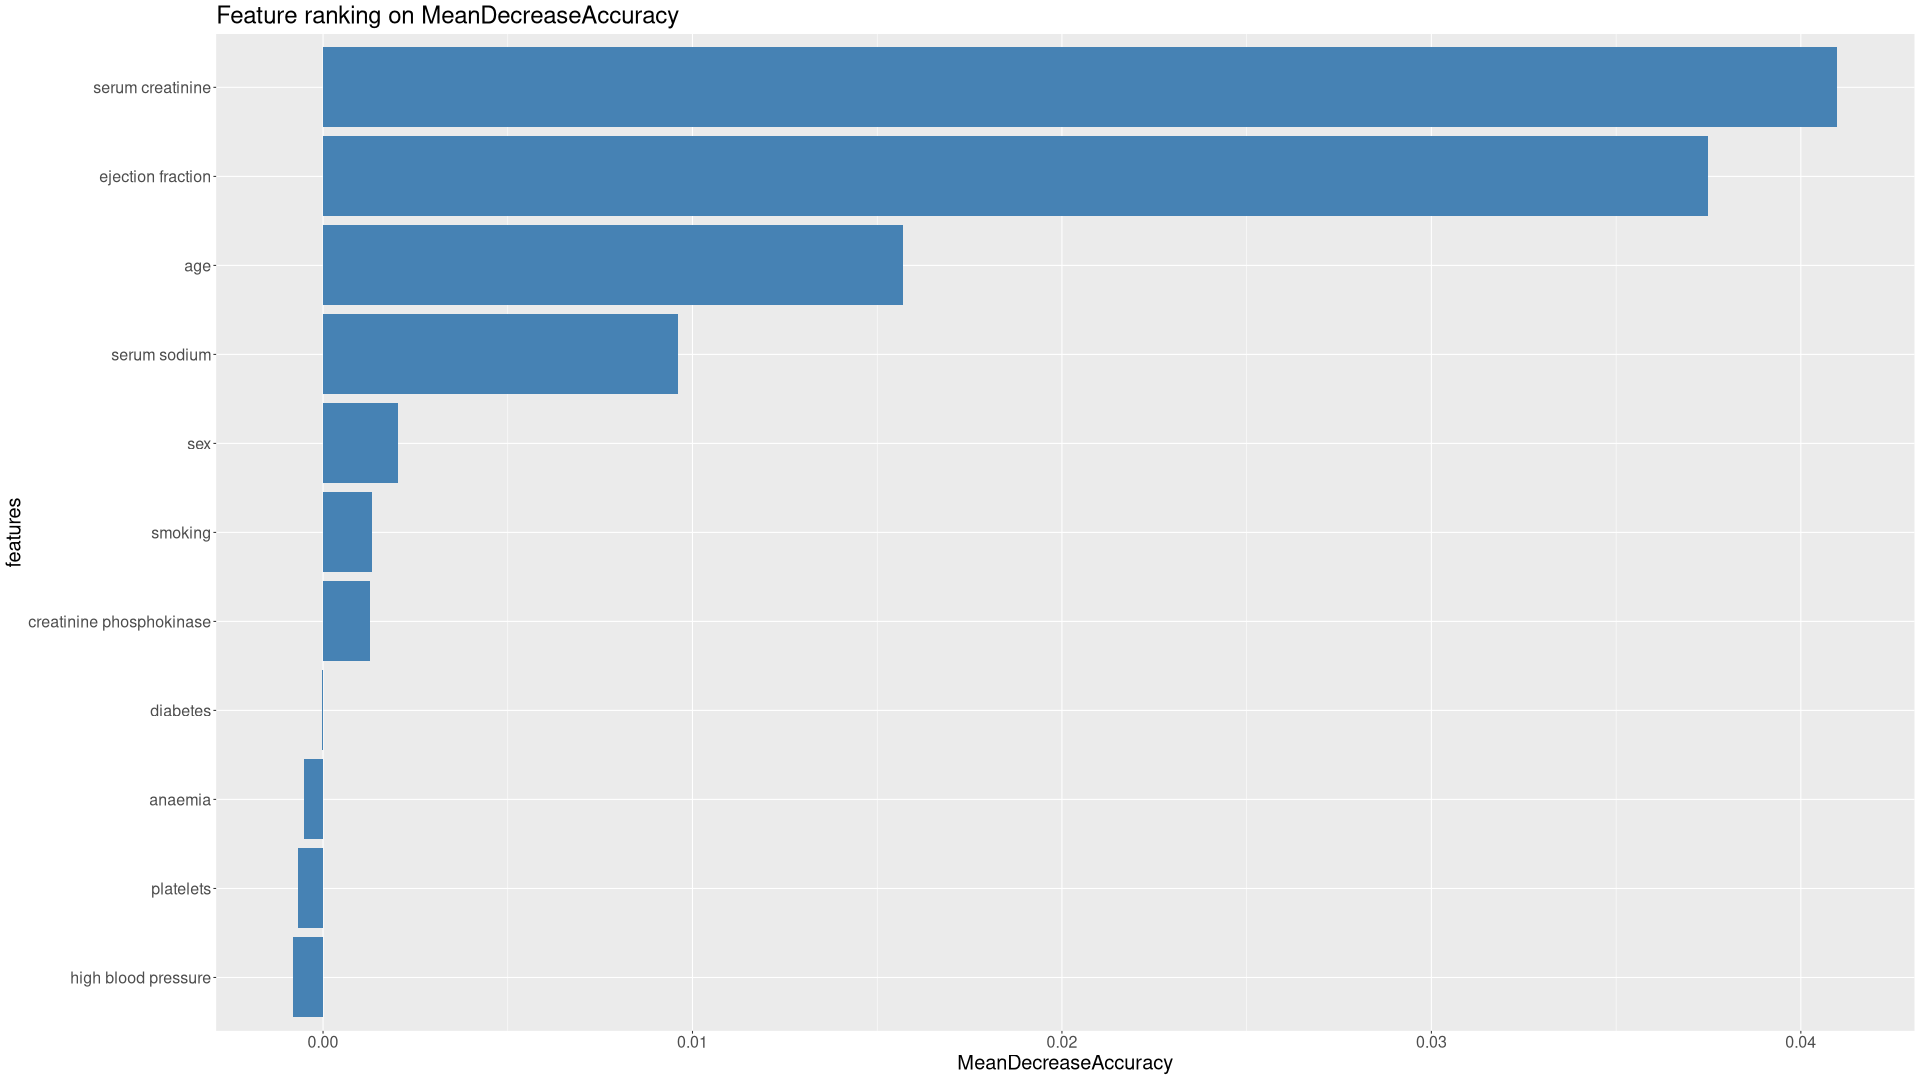 Feature ranking on MeanDecreaseAccuracy
serum creatinine
ejection fraction
age
serum sodium
sex
smoking
creatinine phosphokinase
diabetes
anaemia
platelets
high blood pressure
features
0.00 0.01 0.02 0.03 0.04
MeanDecreaseAccuracy